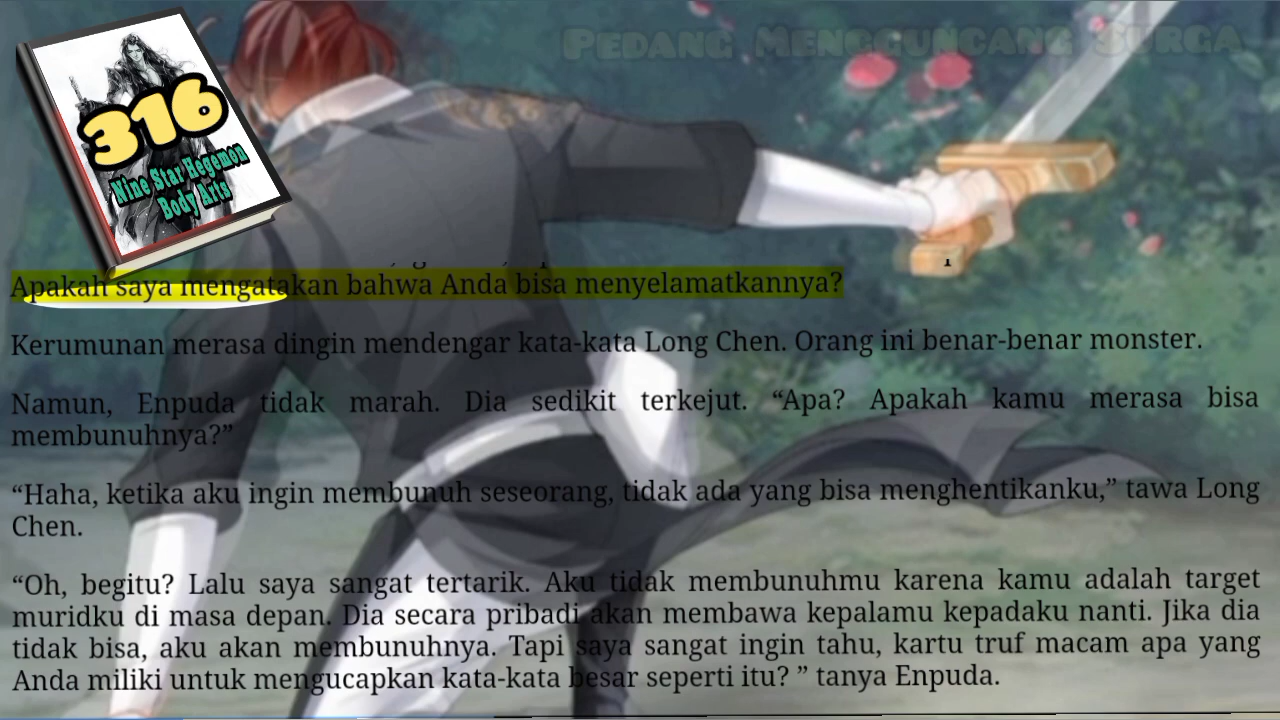 PEDANG MENGGUNCANG SURGA
316
Nine Star Hegemon
Body Arts
Apakah saya mengatakan bahwa Anda bisa menyelamatkannya?
Kerumunan merasa dingin mendengar kata-kata Long Chen. Orang ini benar-benar monster.
Namun, Enpuda tidak marah. Dia sedikit terkejut. “Apa? Apakah kamu merasa bisa
membunuhnya?”
“Haha, ketika aku ingin membunuh seseorang, tidak ada yang bisa menghentikanku,” tawa Long
Chen.
“Oh, begitu? Lalu saya sangat tertarik. Aku tidak membunuhmu karena kamu adalah target
muridku di masa depan. Dia secara pribadi akan membawa kepalamu kepadaku nanti. Jika dia
tidak bisa, aku akan membunuhnya. Tapi saya sangat ingin tahu, kartu truf macam apa yang
Anda miliki untuk mengucapkan kata-kata besar seperti itu? ” tanya Enpuda.